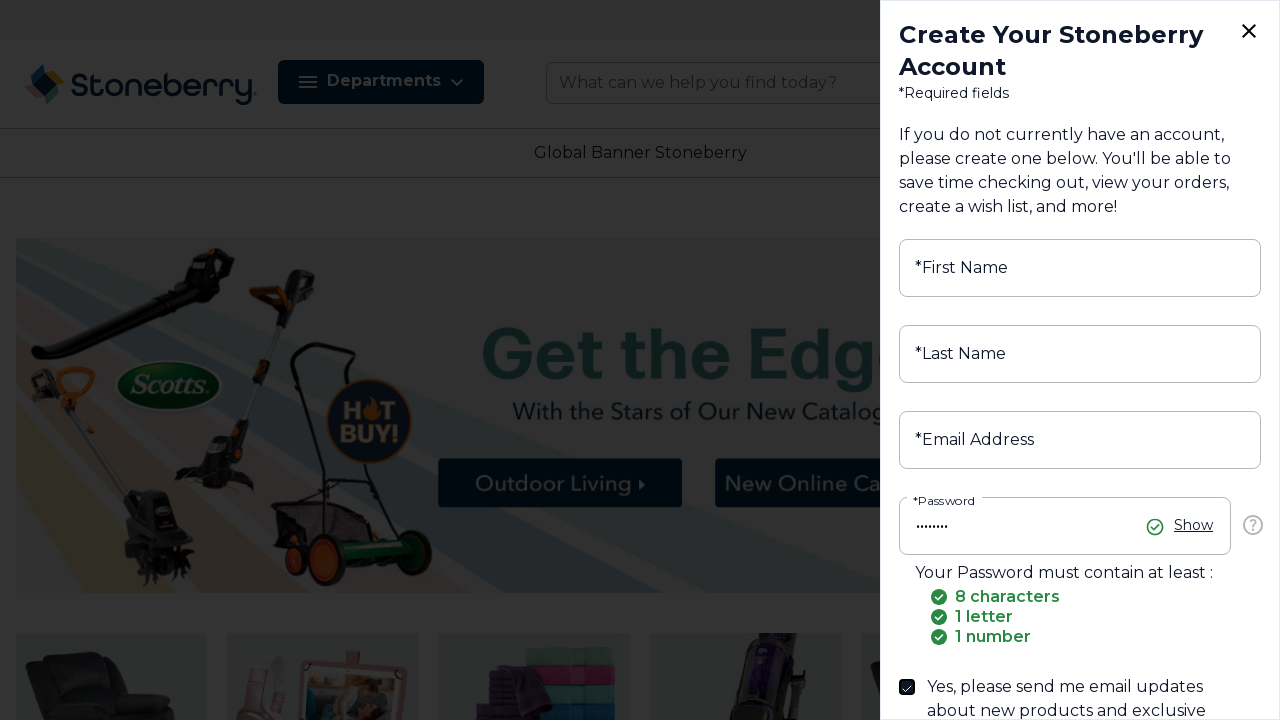 Stoneberry
Departments
What can we help you find today?
Global Banner Stoneberry
Scotts
HOT
BUY!
Get the Edge
With the Stars of Our New Catalog
Outdoor Living
New Online Ca
Create Your Stoneberry
Account
*Required fields
If you do not currently have an account,
please create one below. You'll be able to
save time checking out, view your orders,
create a wish list, and more!
*First Name
*Last Name
*Email Address
*Password
••••••••
Show
Your Password must contain at least :
8 characters
1 letter
1 number
Yes, please send me email updates
about new products and exclusive